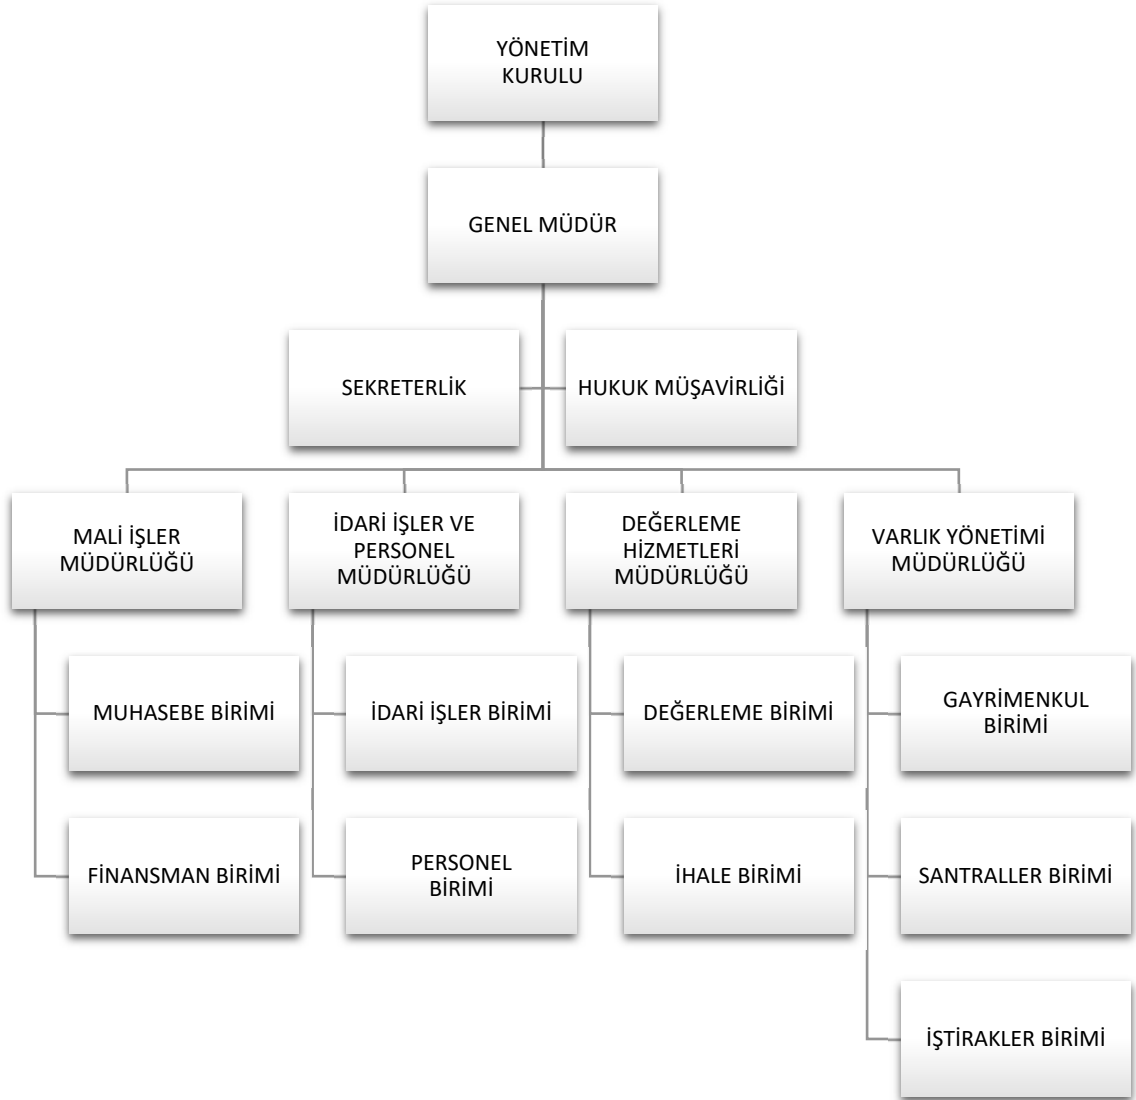 YÖNETİM
KURULU
GENEL MÜDÜR
SEKRETERLİK
HUKUK MÜŞAVİRLİĞİ
MALİ İŞLER
MÜDÜRLÜĞÜ
İDARİ İŞLER VE
PERSONEL
MÜDÜRLÜĞÜ
DEĞERLEME
HİZMETLERİ
MÜDÜRLÜĞÜ
VARLIK YÖNETİMİ
MÜDÜRLÜĞÜ
MUHASEBE BİRİMİ
İDARİ İŞLER BİRİMİ
DEĞERLEME BİRİMİ
GAYRİMENKUL
BİRİMİ
FİNANSMAN BİRİMİ
PERSONEL
BİRİMİ
İHALE BİRİMİ
SANTRALLER BİRİMİ
İŞTİRAKLER BİRİMİ